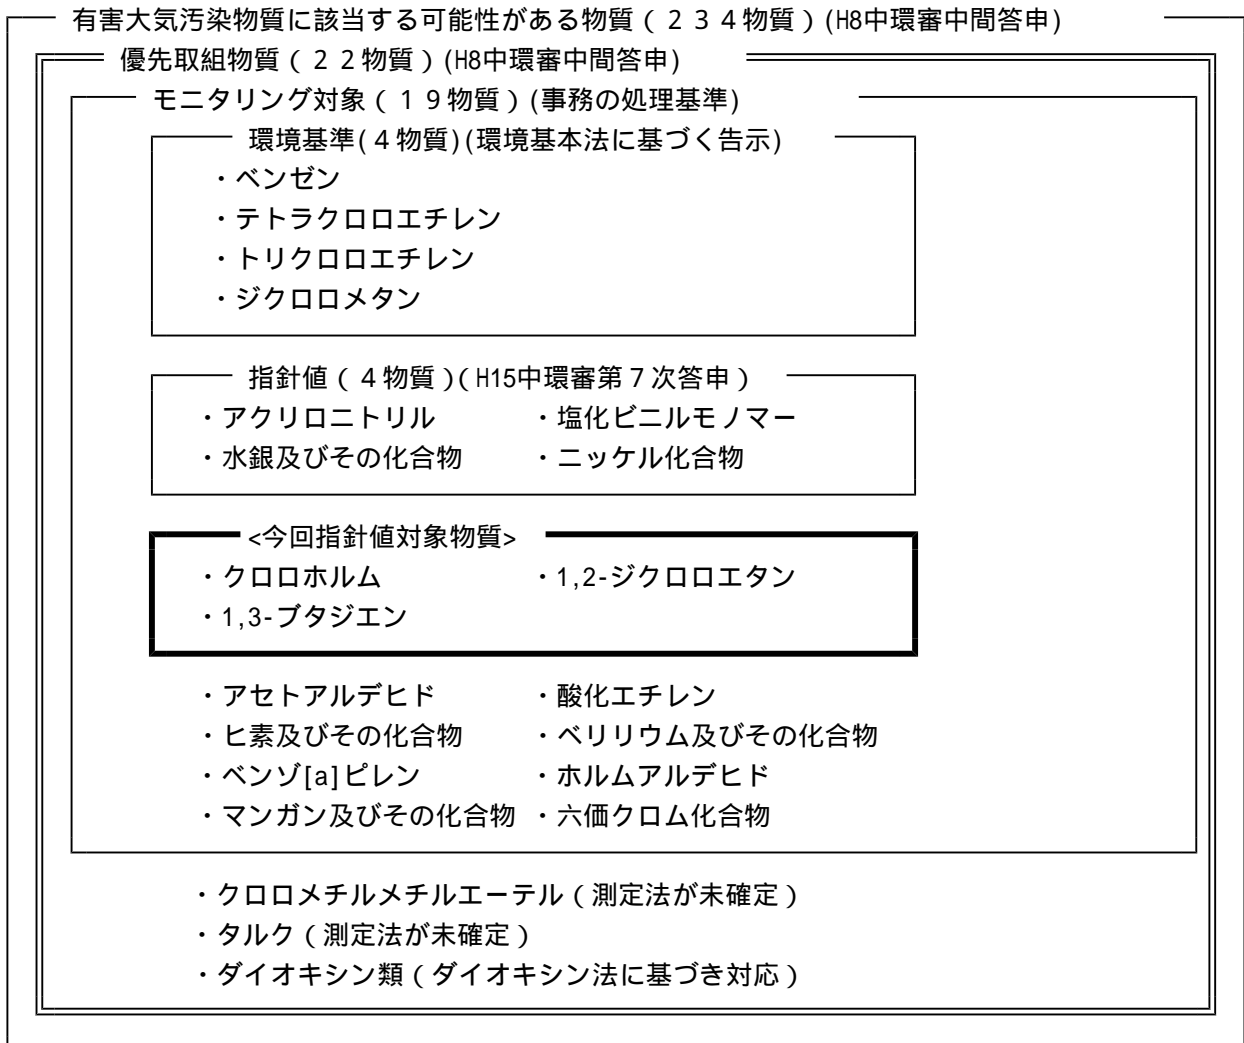 有害大気汚染物質に該当する可能性がある物質（２３４物質）(H8中環審中間答申)
優先取組物質（２２物質）(H8中環審中間答申)
モニタリング対象（１９物質）(事務の処理基準)
環境基準(４物質)(環境基本法に基づく告示)
・ベンゼン
・テトラクロロエチレン
・トリクロロエチレン
・ジクロロメタン
指針値（４物質）(H15中環審第７次答申）
・アクリロニトリル ・塩化ビニルモノマー
・水銀及びその化合物 ・ニッケル化合物
<今回指針値対象物質>
・クロロホルム ・1,2-ジクロロエタン
・1,3-ブタジエン
・アセトアルデヒド ・酸化エチレン
・ヒ素及びその化合物 ・ベリリウム及びその化合物
・ベンゾ[a]ピレン ・ホルムアルデヒド
・マンガン及びその化合物 ・六価クロム化合物
・クロロメチルメチルエーテル（測定法が未確定）
・タルク（測定法が未確定）
・ダイオキシン類（ダイオキシン法に基づき対応）